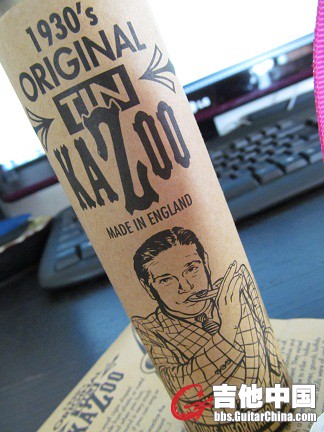 1930's
ORIGINAL
TIN
KAZOO
MADE IN ENGLAND
KAZOO
吉他中国
bbs.GuitarChina.com